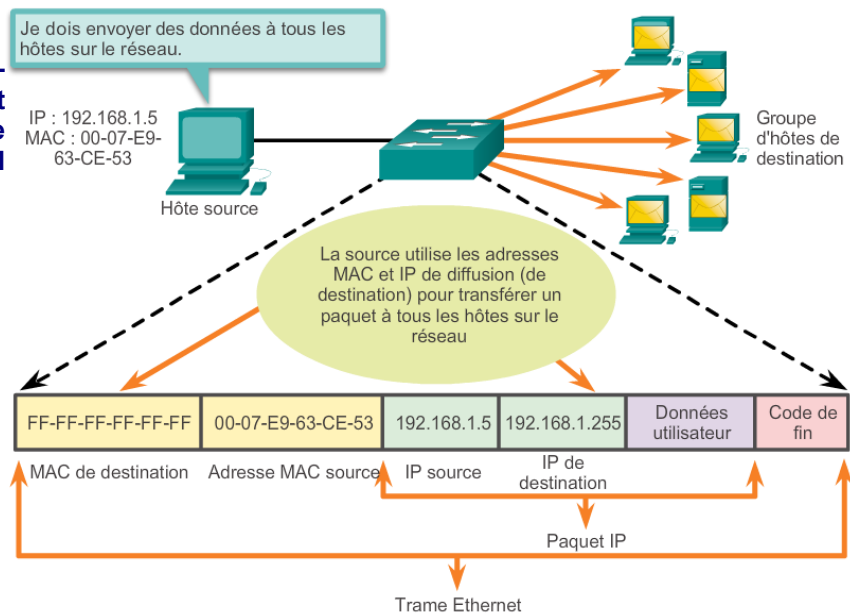 Je dois envoyer des données à tous les
hôtes sur le réseau.
-
t
e
l
IP : 192.168.1.5
MAC : 00-07-E9-
63-CE-53
Hôte source
Groupe
d'hôtes de
destination
La source utilise les adresses
MAC et IP de diffusion (de
destination) pour transférer un
paquet à tous les hôtes sur le
réseau
FF-FF-FF-FF-FF-FF
00-07-E9-63-CE-53
192.168.1.5
192.168.1.255
Données
utilisateur
Code de
fin
MAC de destination
Adresse MAC source
IP source
IP de
destination
Paquet IP
Trame Ethernet